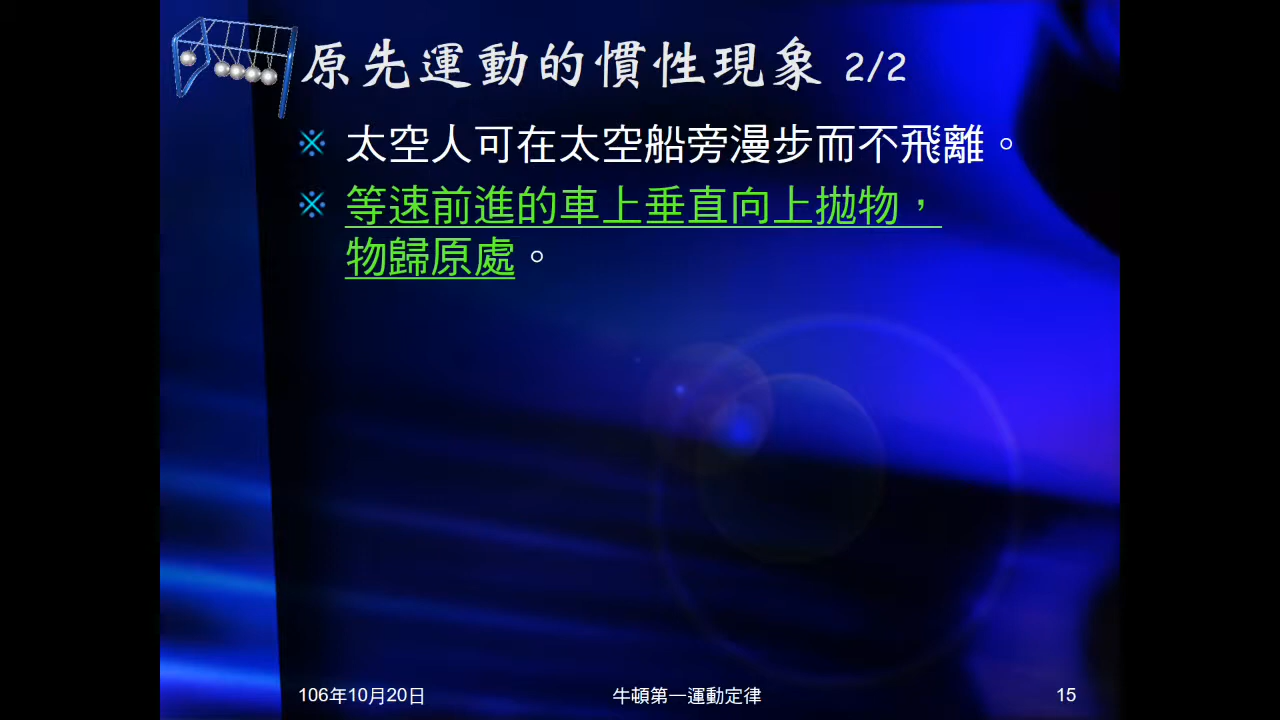 原先運動的慣性現象 2/2
※ 太空人可在太空船旁漫步而不飛離。
※ 等速前進的車上垂直向上拋物，
物歸原處。
106年10月20日
牛頓第一運動定律
15